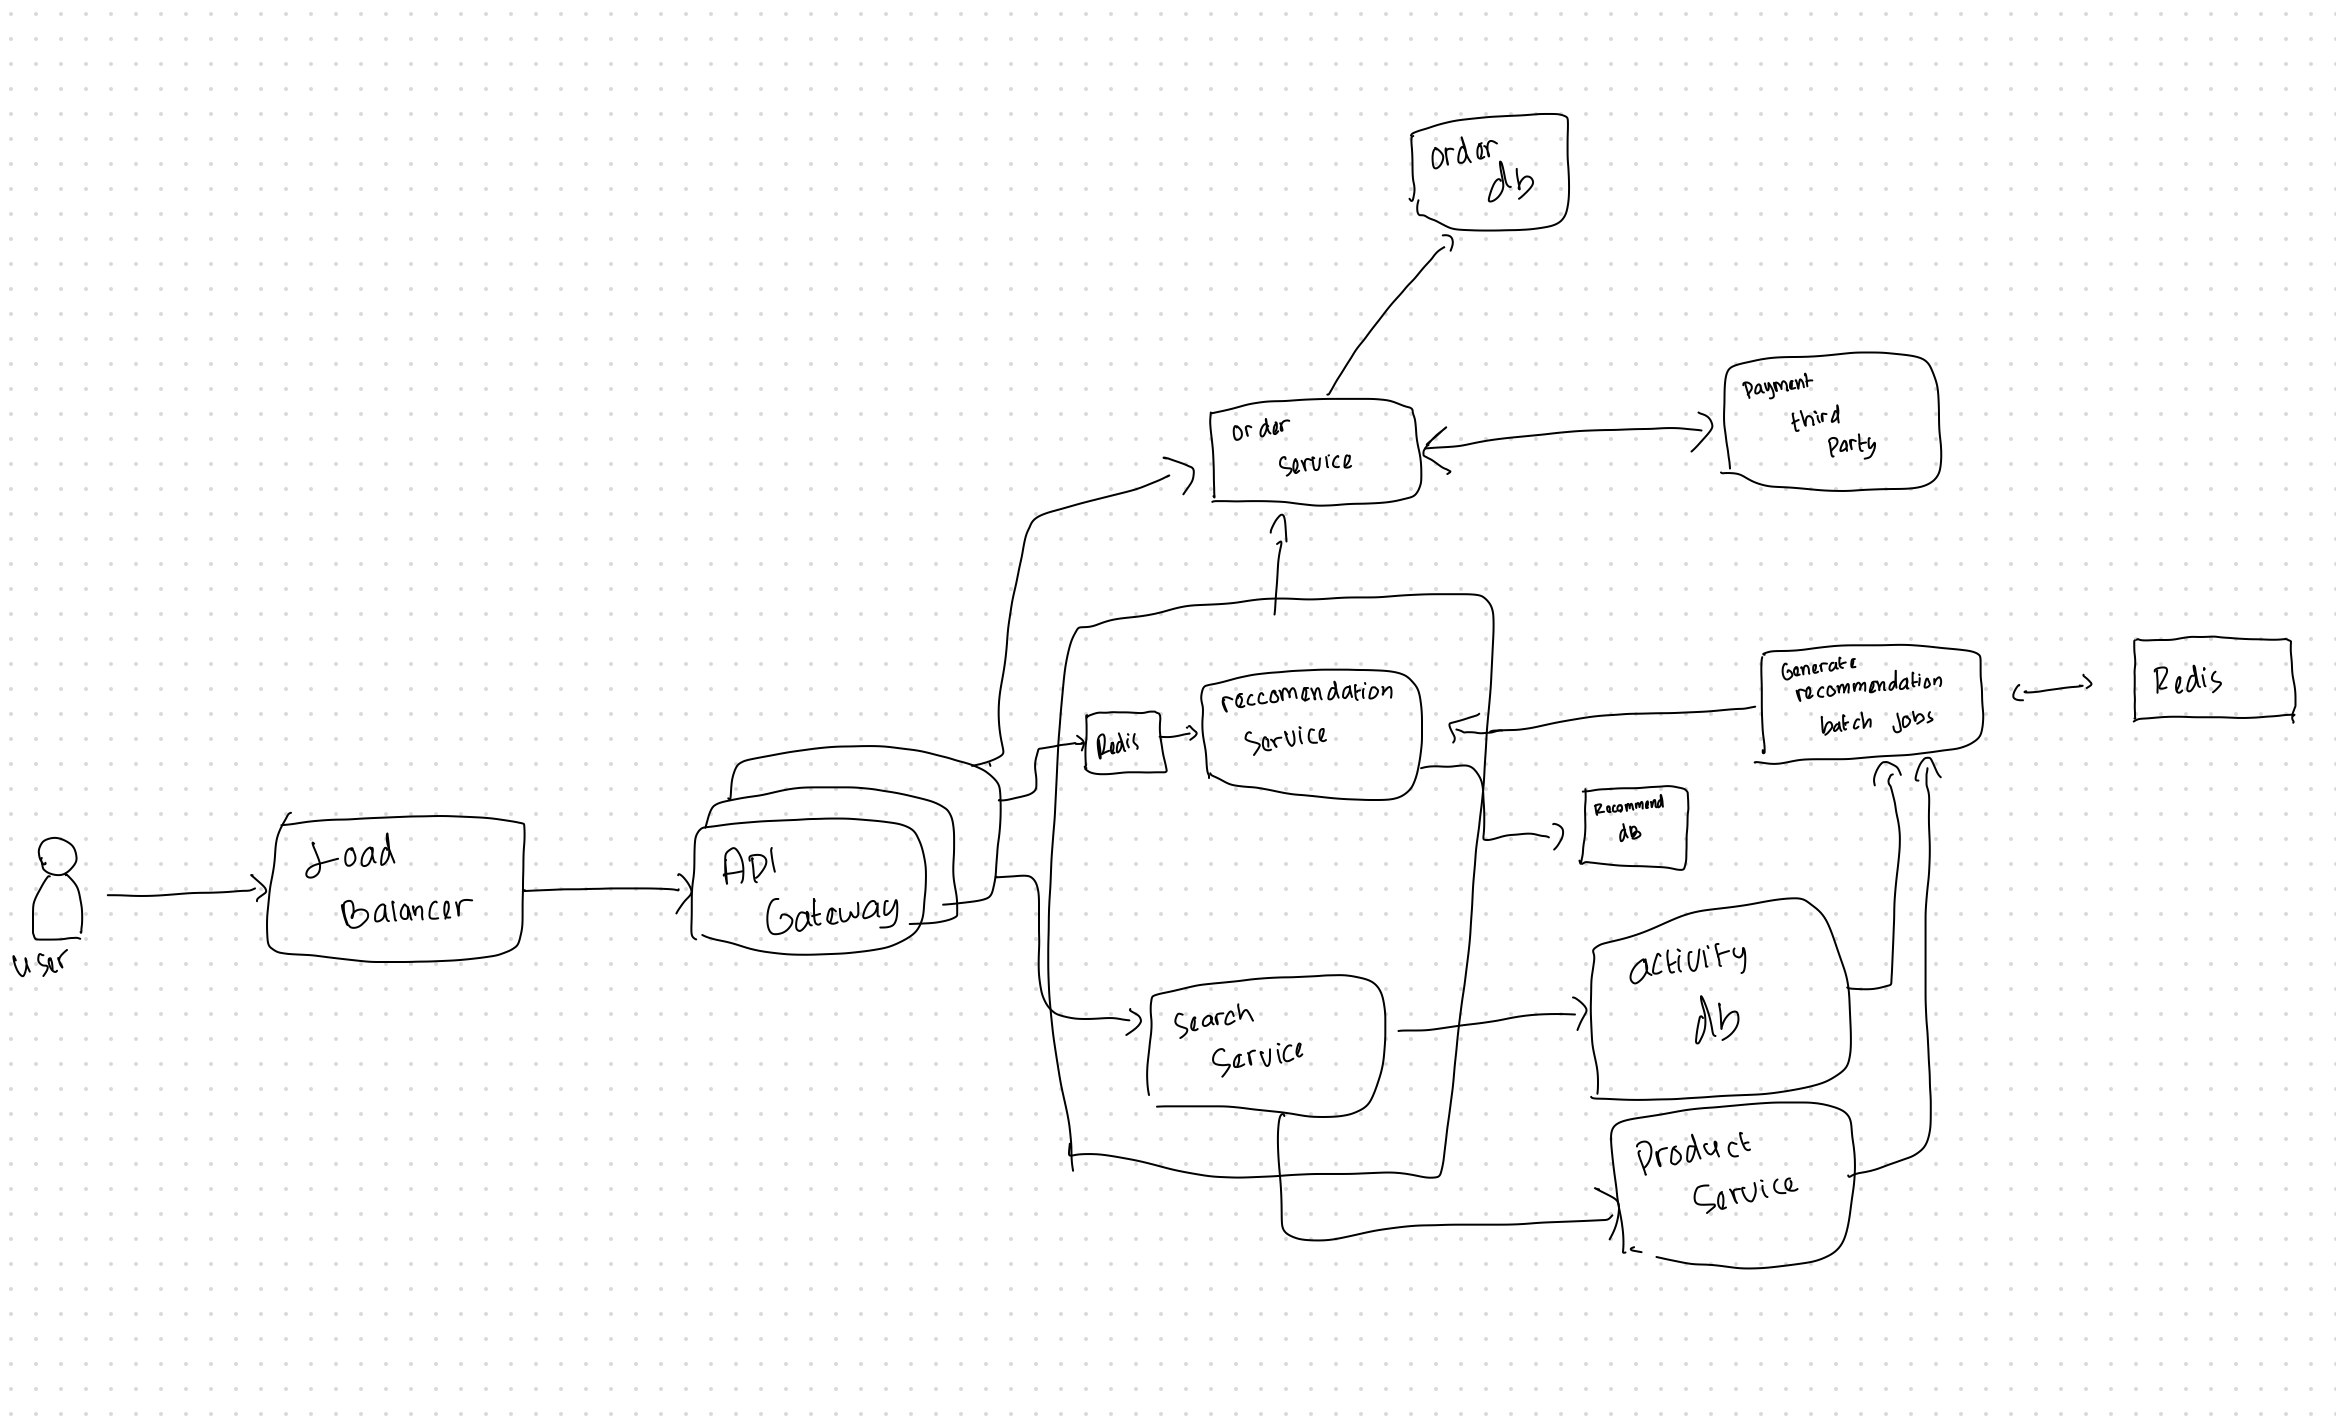 order
db
Payment
third
Party
order
service
Generate
recommendation
batch jobs
Redis
reccomendation
Service
Redis
Recommend
dB
Load
Balancer
API
Gateway
user
activity
db
Search
Service
Product
Service